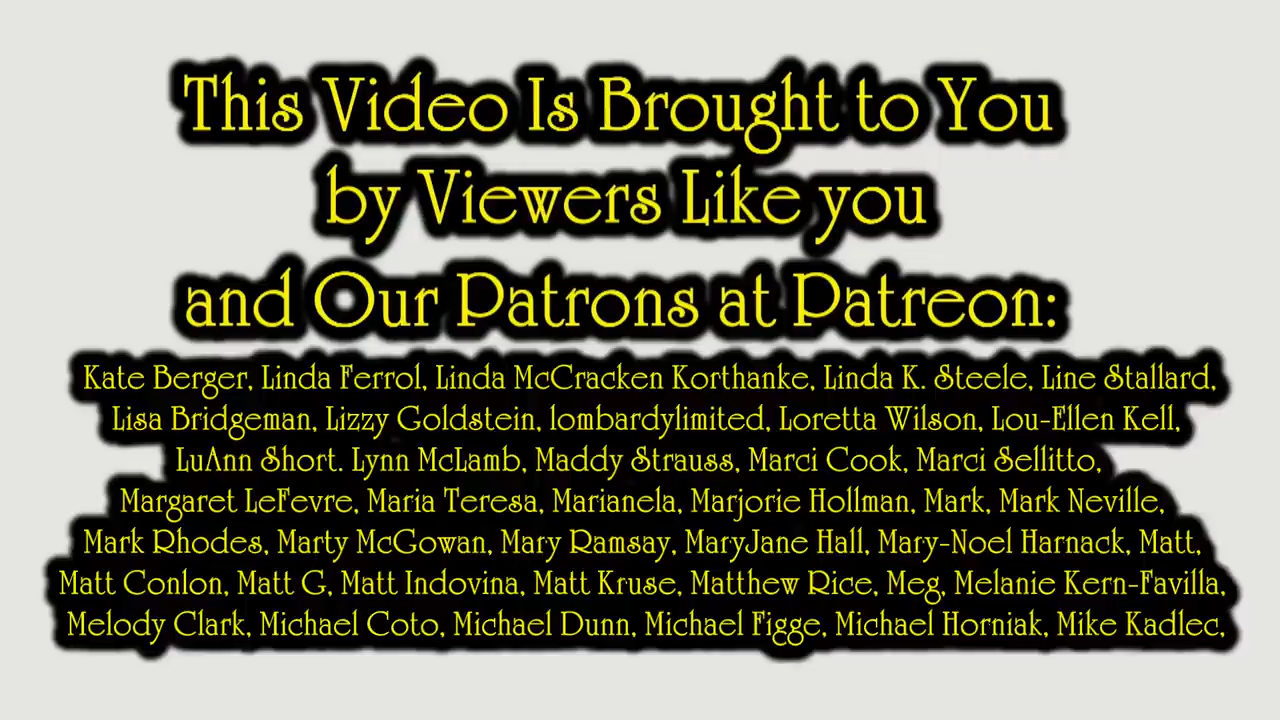 This Video Is Brought to You
by Viewers Like you
and Our Patrons at Patreon:
Kate Berger, Linda Ferrol, Linda McCracken Korthanke, Linda K. Steele, Line Stallard,
Lisa Bridgeman, Lizzy Goldstein, lombardylimited, Loretta Wilson, Lou-Ellen Kell,
LuAnn Short. Lynn McLamb, Maddy Strauss, Marci Cook, Marci Sellitto,
Margaret LeFevre, Maria Teresa, Marianela, Marjorie Hollman, Mark, Mark Neville,
Mark Rhodes, Marty McGowan, Mary Ramsay, MaryJane Hall, Mary-Noel Harnack, Matt,
Matt Conlon, Matt G, Matt Indovina, Matt Kruse, Matthew Rice, Meg, Melanie Kern-Favilla,
Melody Clark, Michael Coto, Michael Dunn, Michael Figge, Michael Horniak, Mike Kadlec,